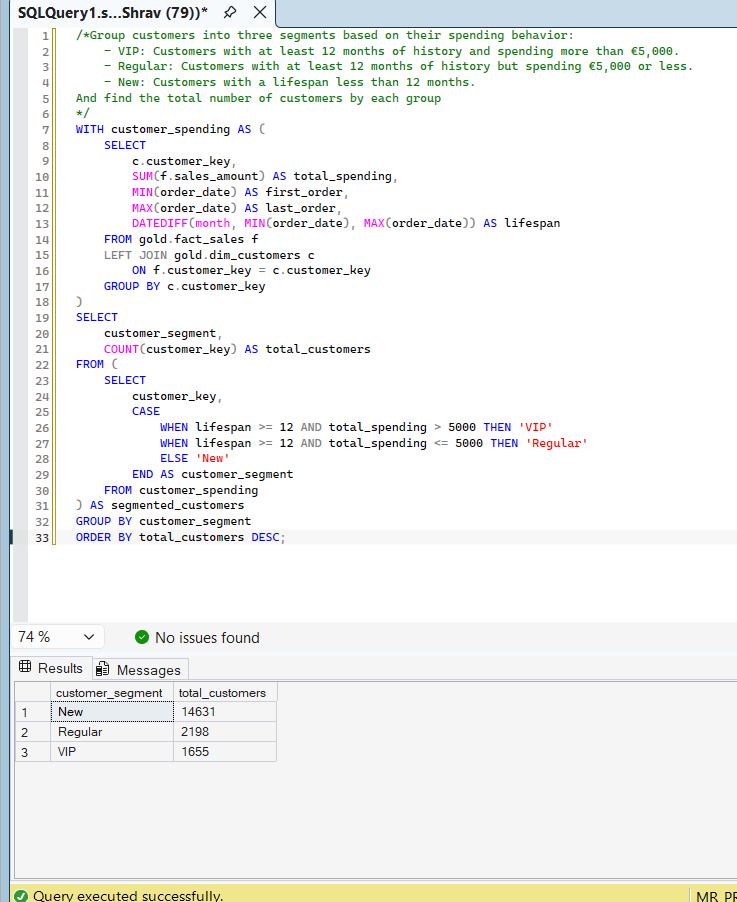 SQLQuery1.s...Shrav (79))*
1 /*Group customers into three segments based on their spending behavior:
2 - VIP: Customers with at least 12 months of history and spending more than €5,000.
3 - Regular: Customers with at least 12 months of history but spending €5,000 or less.
4 - New: Customers with a lifespan less than 12 months.
5 And find the total number of customers by each group
6 */
7 WITH customer_spending AS (
8 SELECT
9 c.customer_key,
10 SUM(f.sales_amount) AS total_spending,
11 MIN(order_date) AS first_order,
12 MAX(order_date) AS last_order,
13 DATEDIFF(month, MIN(order_date), MAX(order_date)) AS lifespan
14 FROM gold.fact_sales f
15 LEFT JOIN gold.dim_customers c
16 ON f.customer_key = c.customer_key
17 GROUP BY c.customer_key
18 )
19 SELECT
20 customer_segment,
21 COUNT(customer_key) AS total_customers
22 FROM (
23 SELECT
24 customer_key,
25 CASE
26 WHEN lifespan >= 12 AND total_spending > 5000 THEN 'VIP'
27 WHEN lifespan >= 12 AND total_spending <= 5000 THEN 'Regular'
28 ELSE 'New'
29 END AS customer_segment
30 FROM customer_spending
31 ) AS segmented_customers
32 GROUP BY customer_segment
33 ORDER BY total_customers DESC;
74 % No issues found
Results Messages
customer_segment total_customers
1 New 14631
2 Regular 2198
3 VIP 1655
Query executed successfully. MR_PR